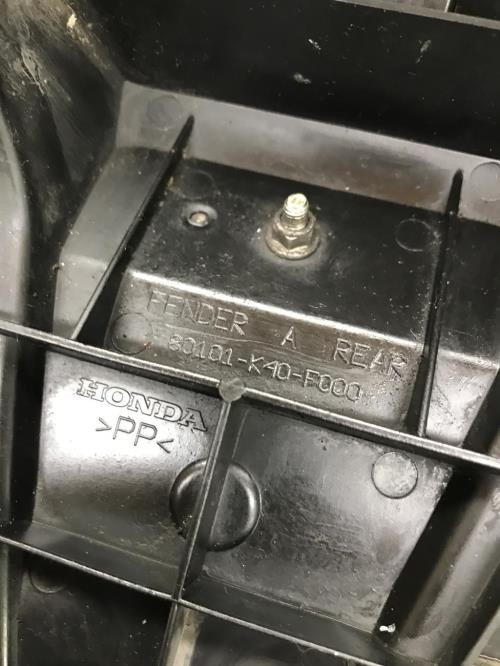 FENDER A REAR
80101-K40-F000
HONDA
>PP<